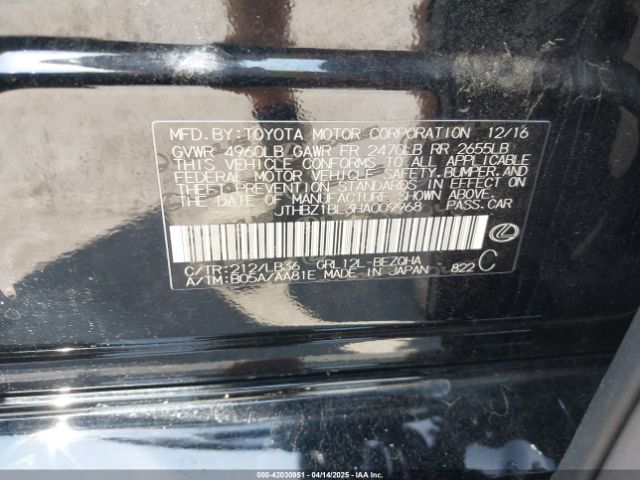 MFD. BY: TOYOTA MOTOR CORPORATION 12/16
GVWR 4960LB GAWR FR 2470LB RR 2655LB
THIS VEHICLE CONFORMS TO ALL APPLICABLE
FEDERAL MOTOR VEHICLE SAFETY, BUMPER, AND
THEFT PREVENTION STANDARDS IN EFFECT ON
THE DATE OF MANUFACTURE SHOWN ABOVE.
JTHBZ1BL3HA009968 PASS.CAR
C/TR: 212/LB36 GRL12L-BEZQHA
A/TM: B05A/AA81E MADE IN JAPAN 822 C
000-42030951 - 04/14/2025 - IAAI.COM